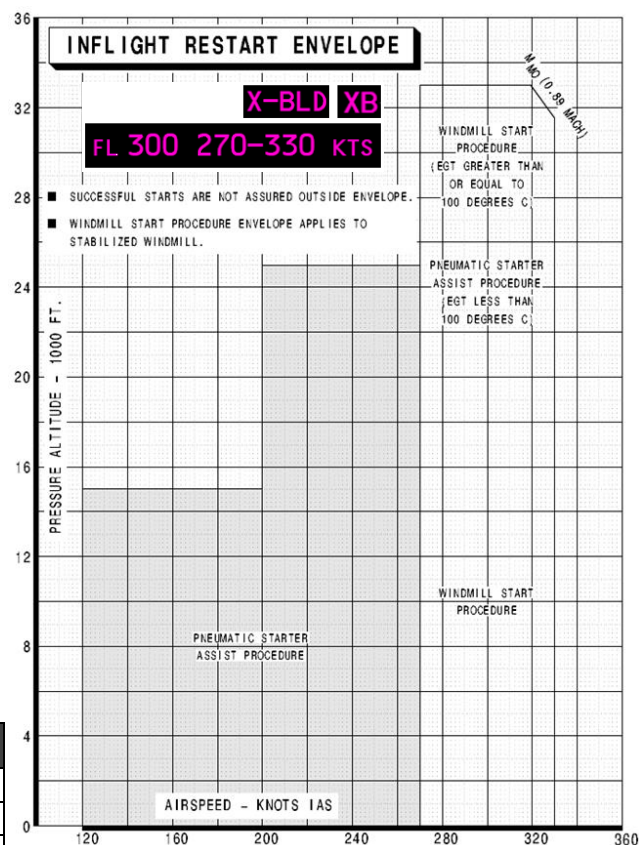 INFLIGHT RESTART ENVELOPE
X-BLD XB
FL 300 270-330 KTS
■ SUCCESSFUL STARTS ARE NOT ASSURED OUTSIDE ENVELOPE.
■ WINDMILL START PROCEDURE ENVELOPE APPLIES TO
STABILIZED WINDMILL.
M MO (0.89 MACH)
WINDMILL START
PROCEDURE
(EGT GREATER THAN
OR EQUAL TO
100 DEGREES C)
PNEUMATIC STARTER
ASSIST PROCEDURE
(EGT LESS THAN
100 DEGREES C)
WINDMILL START
PROCEDURE
PNEUMATIC STARTER
ASSIST PROCEDURE
PRESSURE ALTITUDE - 1000 FT.
36
32
28
24
20
16
12
8
4
0
AIRSPEED - KNOTS IAS
120 160 200 240 280 320 360